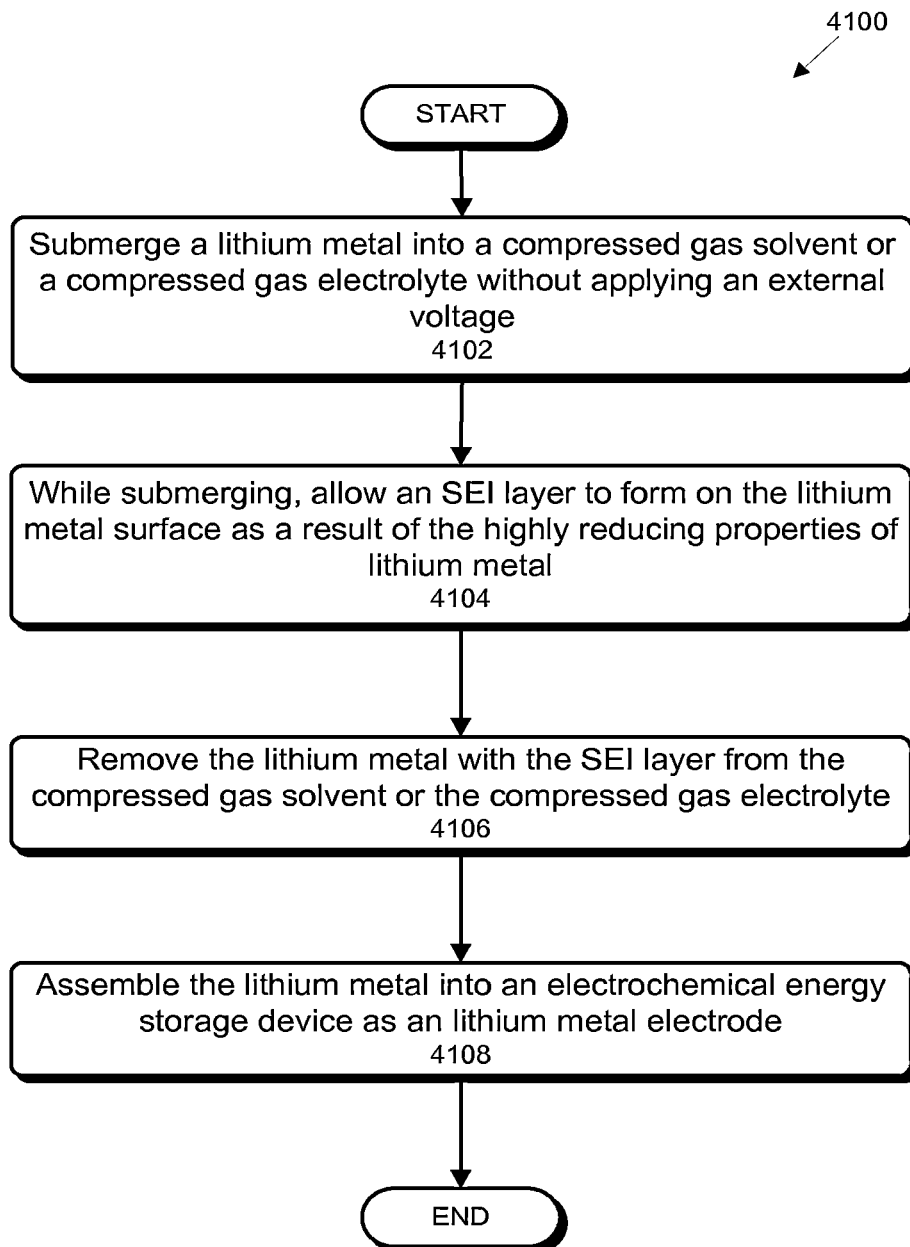 4100
START
Submerge a lithium metal into a compressed gas solvent or
a compressed gas electrolyte without applying an external
voltage
4102
While submerging, allow an SEI layer to form on the lithium
metal surface as a result of the highly reducing properties of
lithium metal
4104
Remove the lithium metal with the SEI layer from the
compressed gas solvent or the compressed gas electrolyte
4106
Assemble the lithium metal into an electrochemical energy
storage device as an lithium metal electrode
4108
END